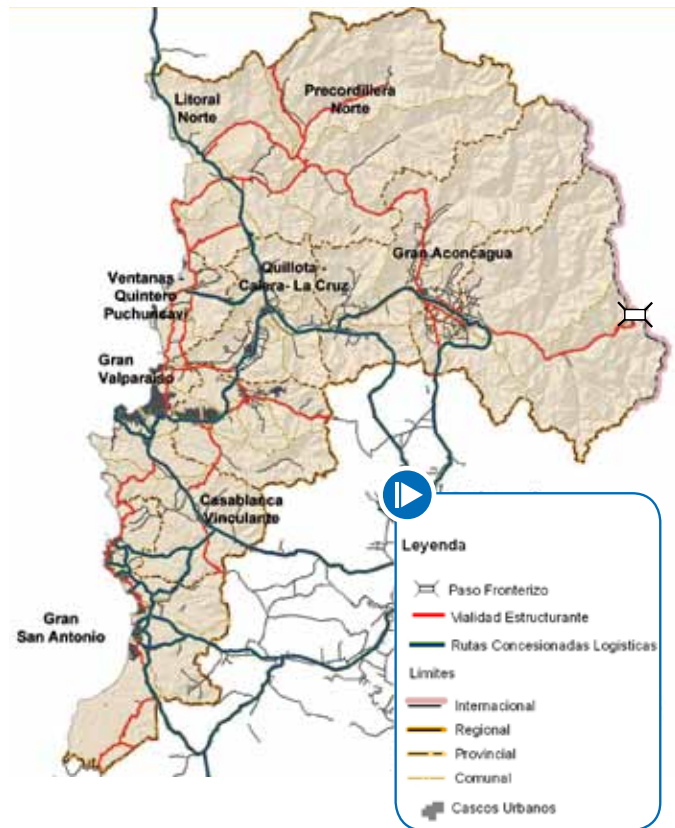 Litoral
Norte
Precordillera
Norte
Gran Aconcagua
Quillota -
Calera- La Cruz
Ventanas -
Quintero
Puchuncaví
Gran
Valparaíso
Casablanca
Vinculante
Gran
San Antonio
Leyenda
Paso Fronterizo
Vialidad Estructurante
Rutas Concesionadas Logísticas
Límites
Internacional
Regional
Provincial
Comunal
Cascos Urbanos